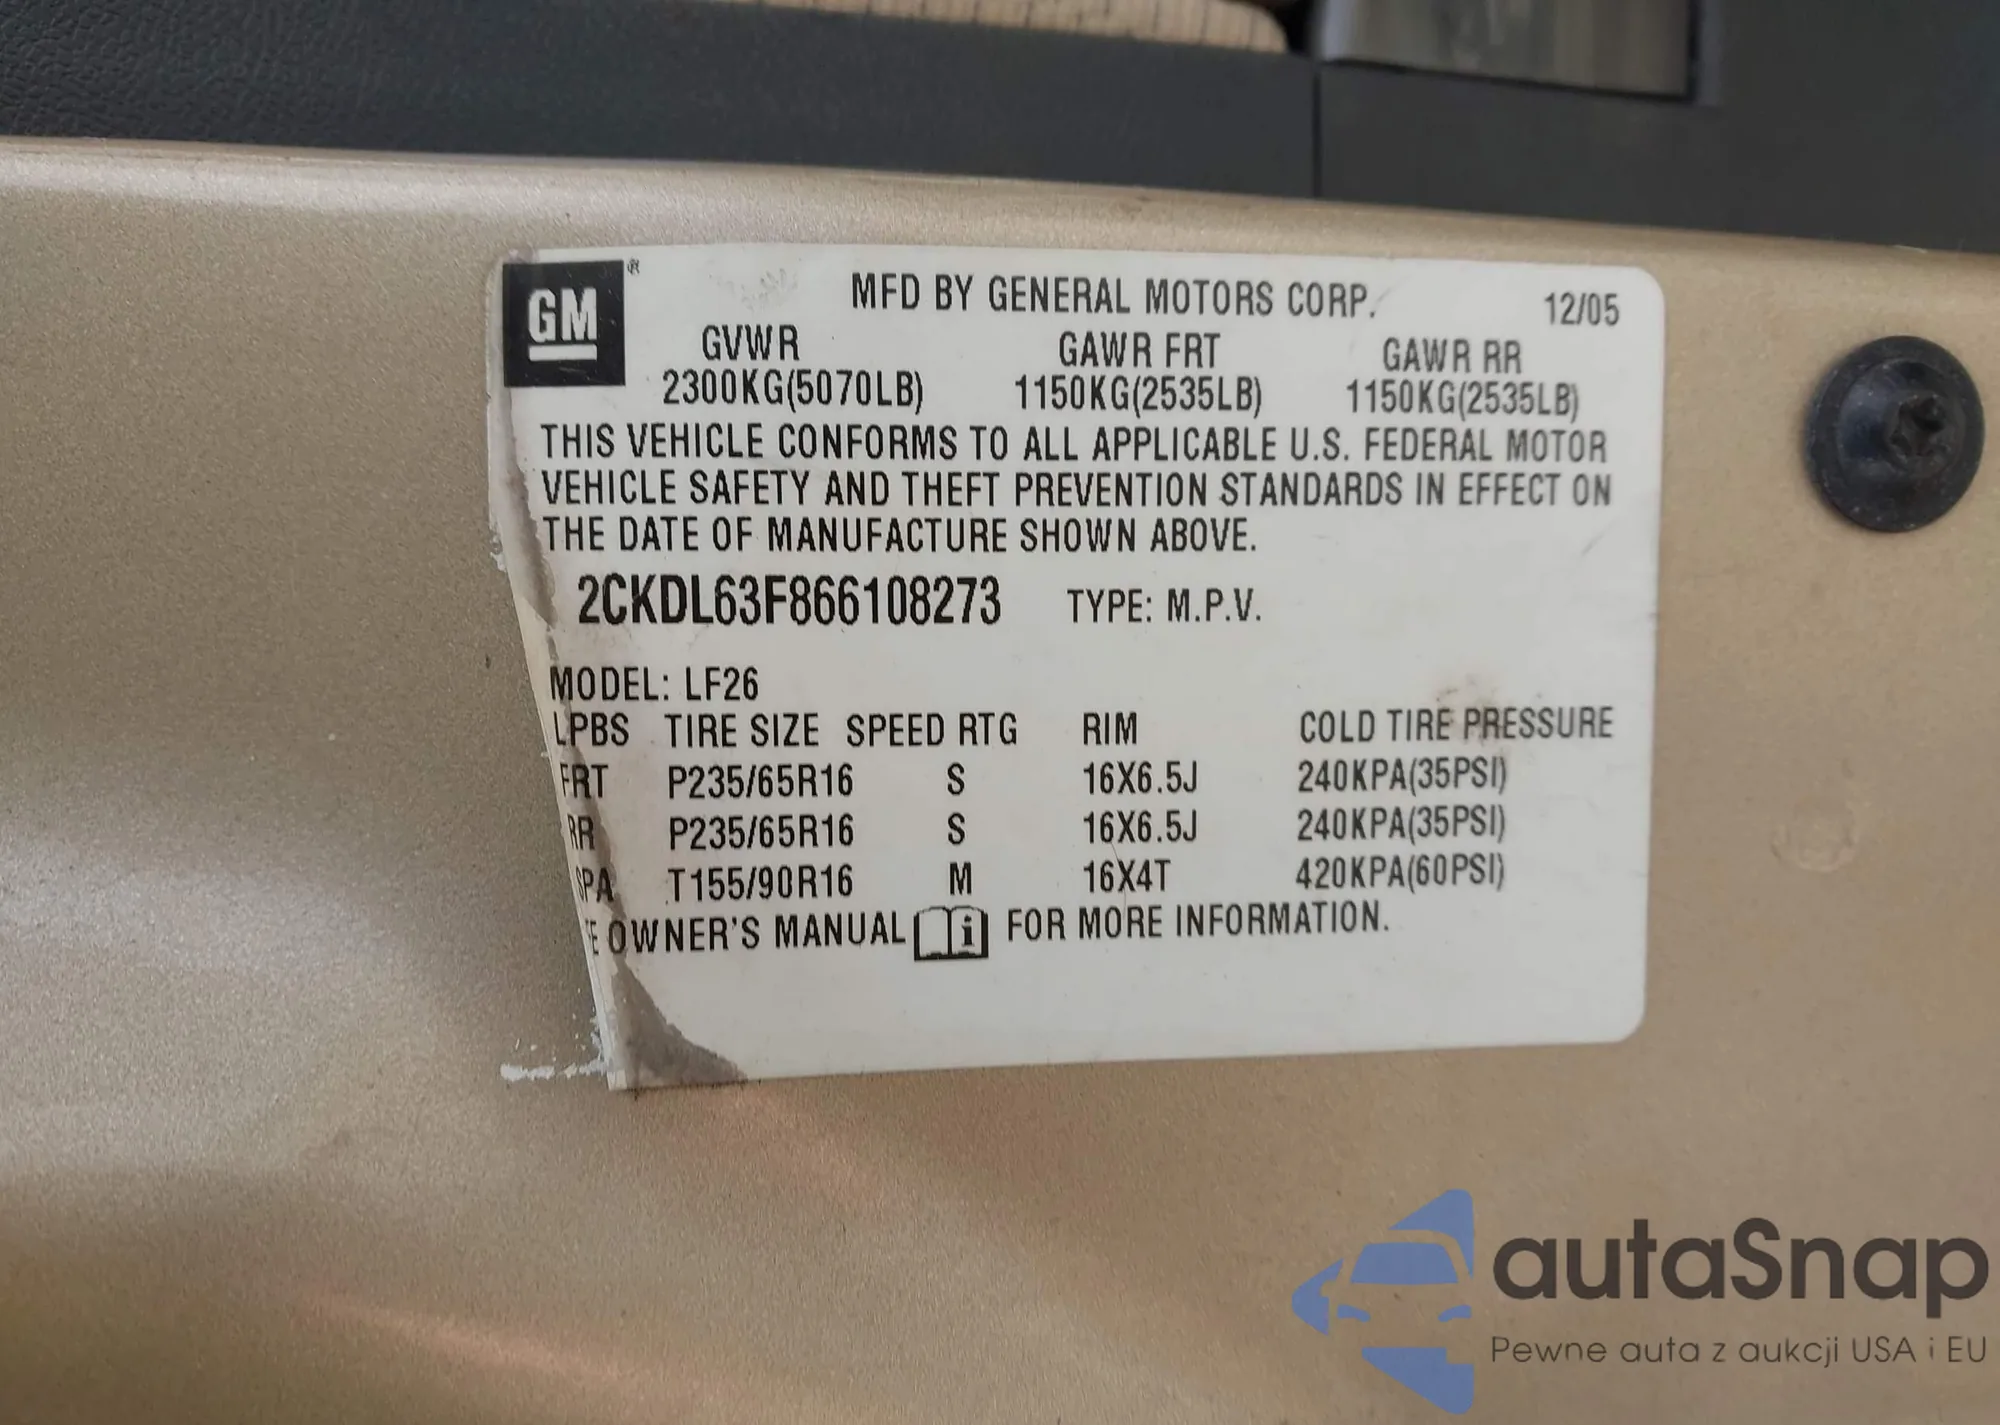 GM ®
MFD BY GENERAL MOTORS CORP. 12/05
GVWR GAWR FRT GAWR RR
2300KG(5070LB) 1150KG(2535LB) 1150KG(2535LB)
THIS VEHICLE CONFORMS TO ALL APPLICABLE U.S. FEDERAL MOTOR
VEHICLE SAFETY AND THEFT PREVENTION STANDARDS IN EFFECT ON
THE DATE OF MANUFACTURE SHOWN ABOVE.
2CKDL63F866108273 TYPE: M.P.V.
MODEL: LF26
LPBS TIRE SIZE SPEED RTG RIM COLD TIRE PRESSURE
FRT P235/65R16 S 16X6.5J 240KPA(35PSI)
RR P235/65R16 S 16X6.5J 240KPA(35PSI)
SPA T155/90R16 M 16X4T 420KPA(60PSI)
OWNER'S MANUAL i FOR MORE INFORMATION.
autaSnap
Pewne auta z aukcji USA i EU